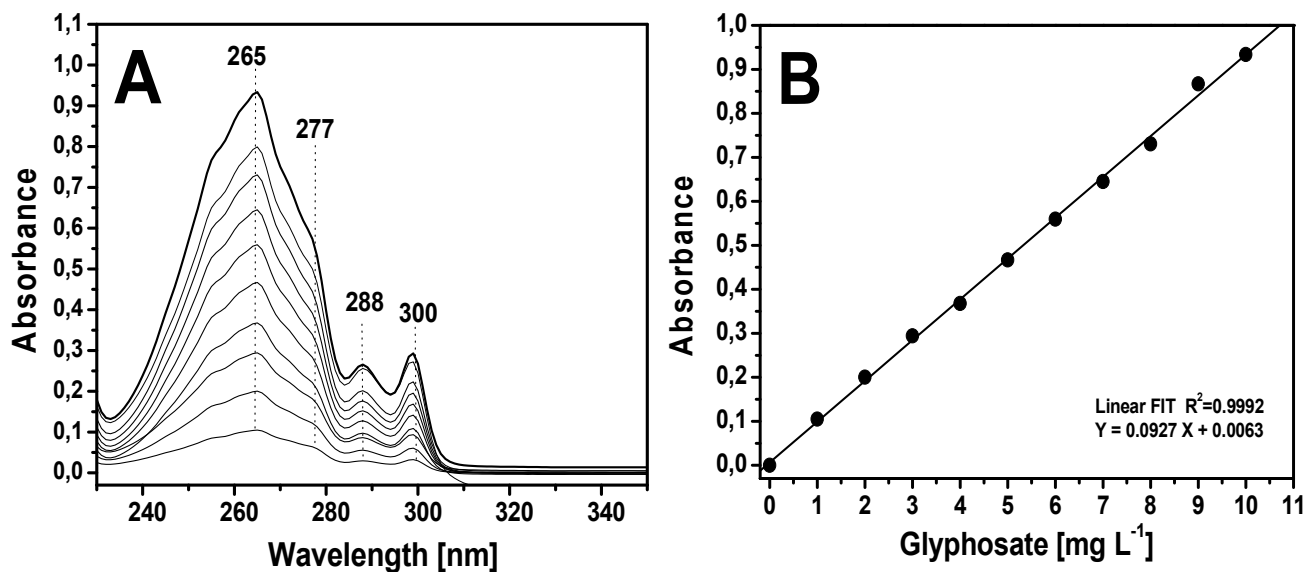 A
265
277
288
300
1,1
1,0
0,9
0,8
0,7
0,6
0,5
0,4
0,3
0,2
0,1
0,0
Absorbance
240 260 280 300 320 340
Wavelength [nm]
B
1,0
0,9
0,8
0,7
0,6
0,5
0,4
0,3
0,2
0,1
0,0
Absorbance
Linear FIT R²=0.9992
Y = 0.0927 X + 0.0063
0 1 2 3 4 5 6 7 8 9 10 11
Glyphosate [mg L⁻¹]